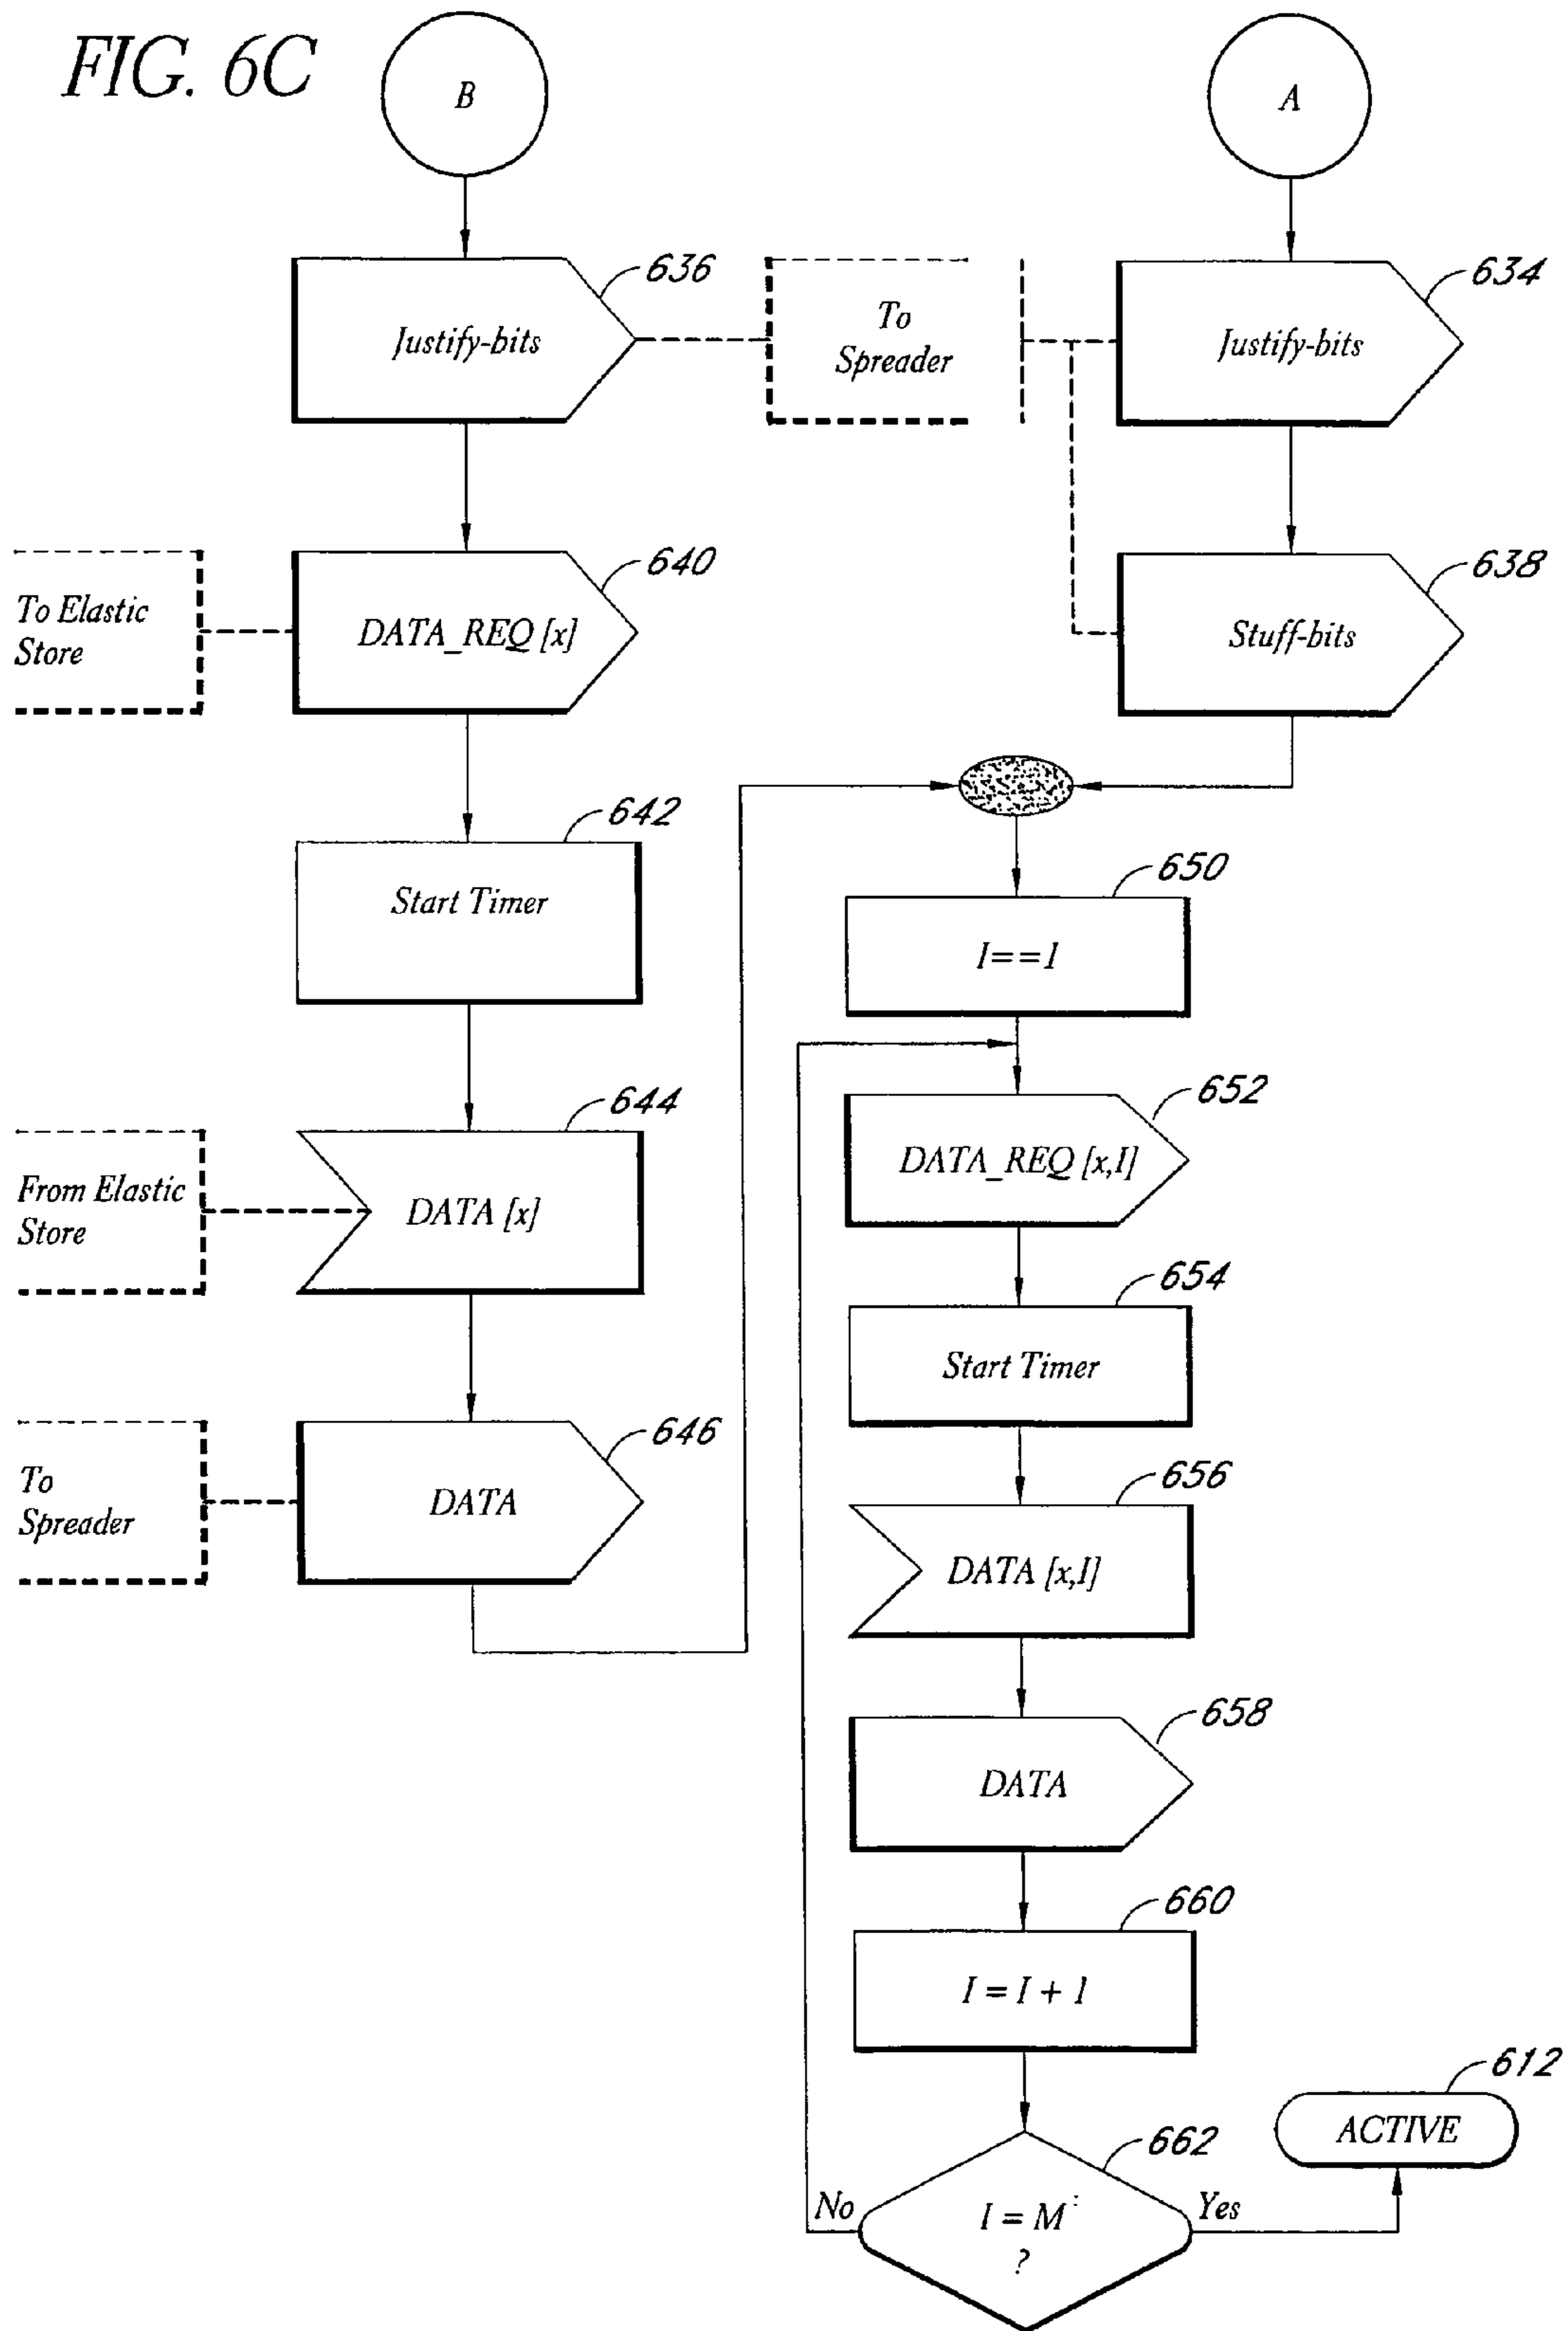 FIG. 6C
B
A
636
Justify-bits
To
Spreader
634
Justify-bits
To Elastic
Store
640
DATA_REQ [x]
638
Stuff-bits
642
Start Timer
650
I==1
652
DATA_REQ [x,I]
From Elastic
Store
644
DATA [x]
654
Start Timer
To
Spreader
646
DATA
656
DATA [x,I]
658
DATA
660
I = I + 1
662
I = M
?
No
Yes
612
ACTIVE